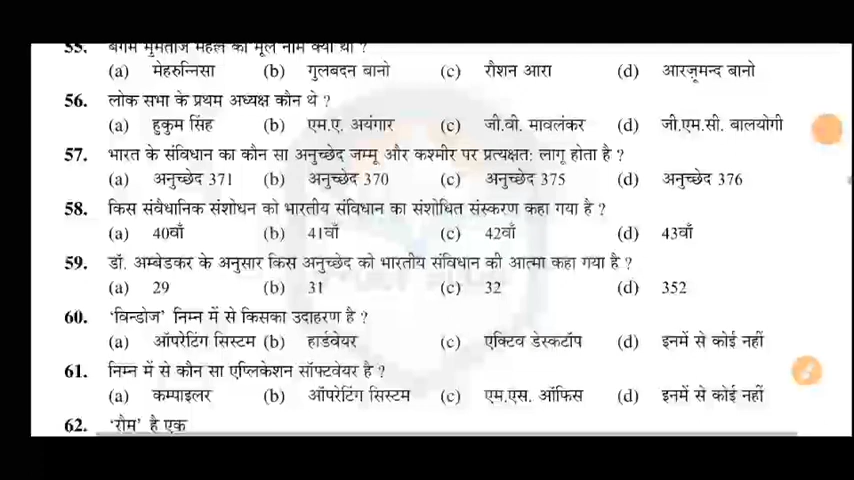 55. बेगम मुमताज महल का मूल नाम क्या था ?
(a) मेहरुन्निसा (b) गुलबदन बानो (c) रौशन आरा (d) आरज़ूमन्द बानो
56. लोक सभा के प्रथम अध्यक्ष कौन थे ?
(a) हुकुम सिंह (b) एम.ए. अयंगार (c) जी.वी. मावलंकर (d) जी.एम.सी. बालयोगी
57. भारत के संविधान का कौन सा अनुच्छेद जम्मू और कश्मीर पर प्रत्यक्षत: लागू होता है ?
(a) अनुच्छेद 371 (b) अनुच्छेद 370 (c) अनुच्छेद 375 (d) अनुच्छेद 376
58. किस संवैधानिक संशोधन को भारतीय संविधान का संशोधित संस्करण कहा गया है ?
(a) 40वाँ (b) 41वाँ (c) 42वाँ (d) 43वाँ
59. डॉ. अम्बेडकर के अनुसार किस अनुच्छेद को भारतीय संविधान की आत्मा कहा गया है ?
(a) 29 (b) 31 (c) 32 (d) 352
60. ‘विन्डोज’ निम्न में से किसका उदाहरण है ?
(a) ऑपरेटिंग सिस्टम (b) हार्डवेयर (c) एक्टिव डेस्कटॉप (d) इनमें से कोई नहीं
61. निम्न में से कौन सा एप्लिकेशन सॉफ्टवेयर है ?
(a) कम्पाइलर (b) ऑपरेटिंग सिस्टम (c) एम.एस. ऑफिस (d) इनमें से कोई नहीं
62. ‘रौम’ है एक